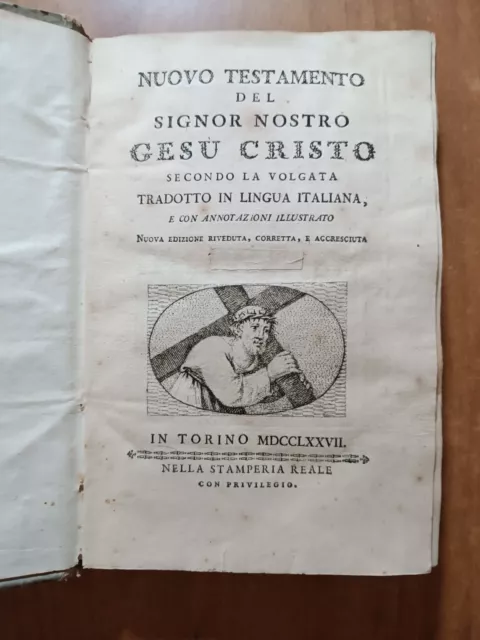 NUOVO TESTAMENTO
DEL
SIGNOR NOSTRO
GESÙ CRISTO
SECONDO LA VOLGATA
TRADOTTO IN LINGUA ITALIANA,
E CON ANNOTAZIONI ILLUSTRATO
NUOVA EDIZIONE RIVEDUTA, CORRETTA, E ACCRESCIUTA
IN TORINO MDCCLXXVII.
NELLA STAMPERIA REALE
CON PRIVILEGIO.